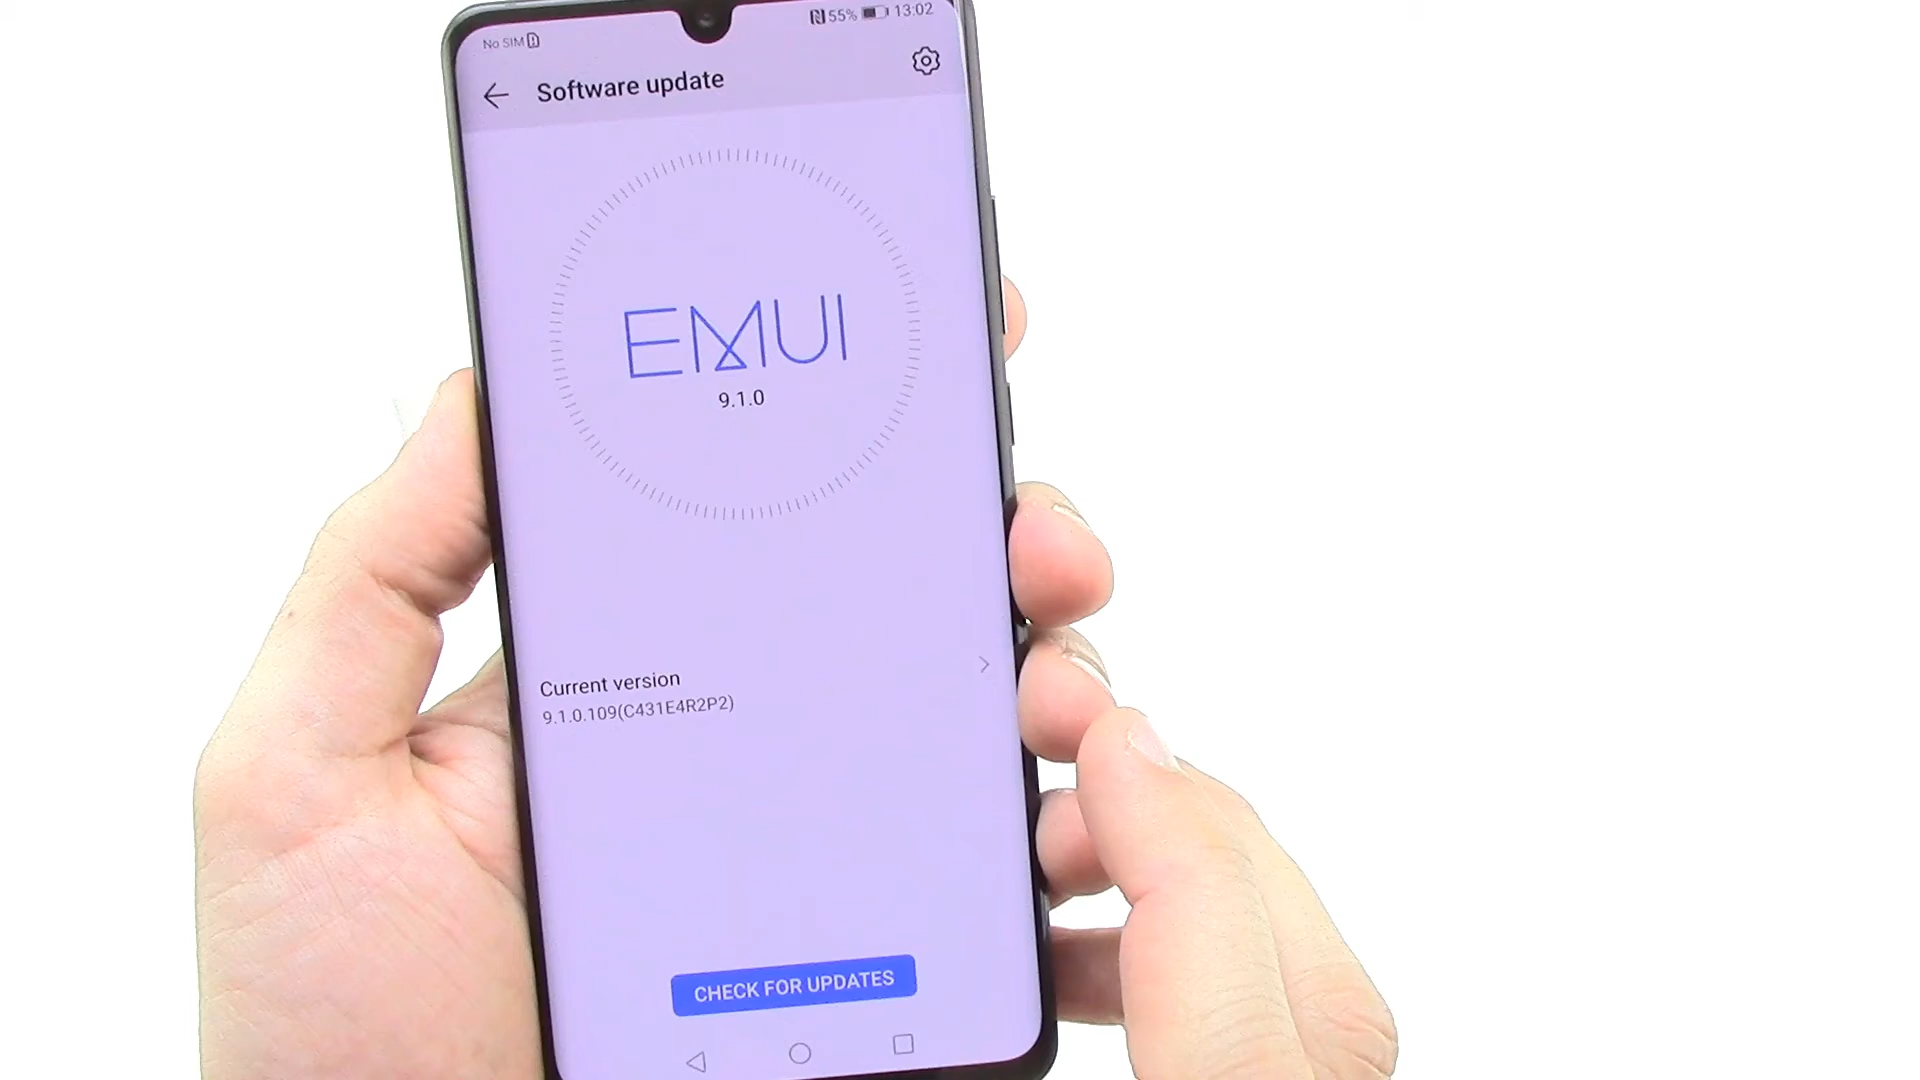 No SIM
55% 13:02
Software update
EMUI
9.1.0
Current version
9.1.0.109(C431E4R2P2)
CHECK FOR UPDATES